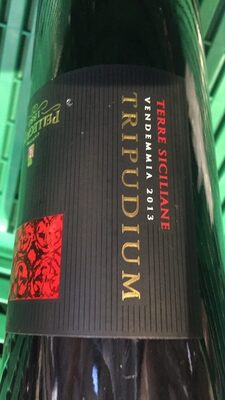 TERRE SICILIANE
VENDEMMIA 2013
TRIPUDIUM